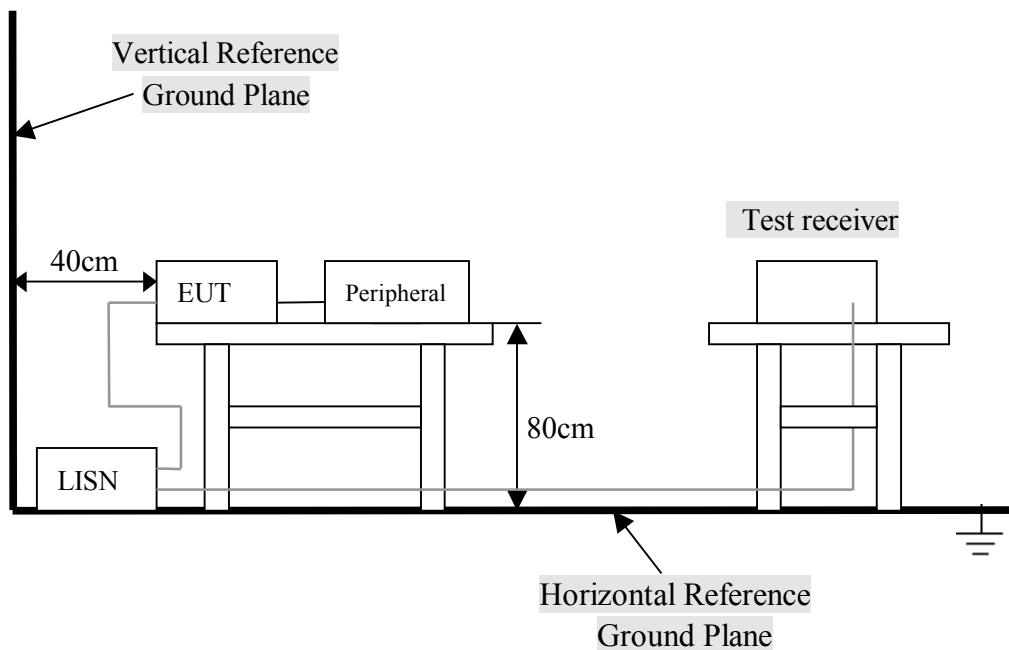 Vertical Reference
Ground Plane
Test receiver
40cm
EUT
Peripheral
80cm
LISN
Horizontal Reference
Ground Plane